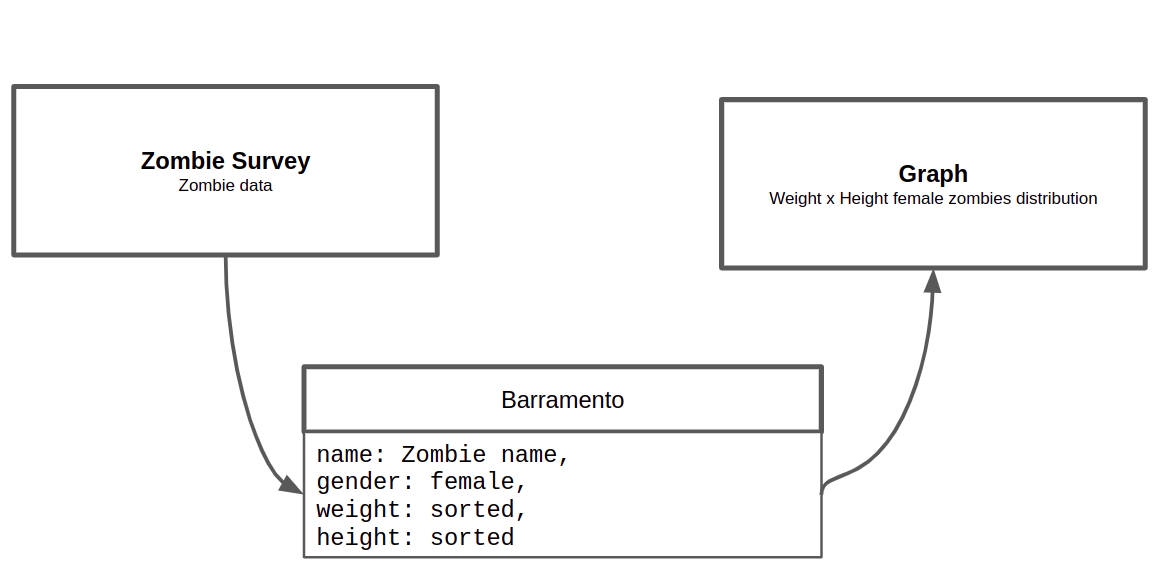 Zombie Survey
Zombie data
Graph
Weight x Height female zombies distribution
Barramento
name: Zombie name,
gender: female,
weight: sorted,
height: sorted